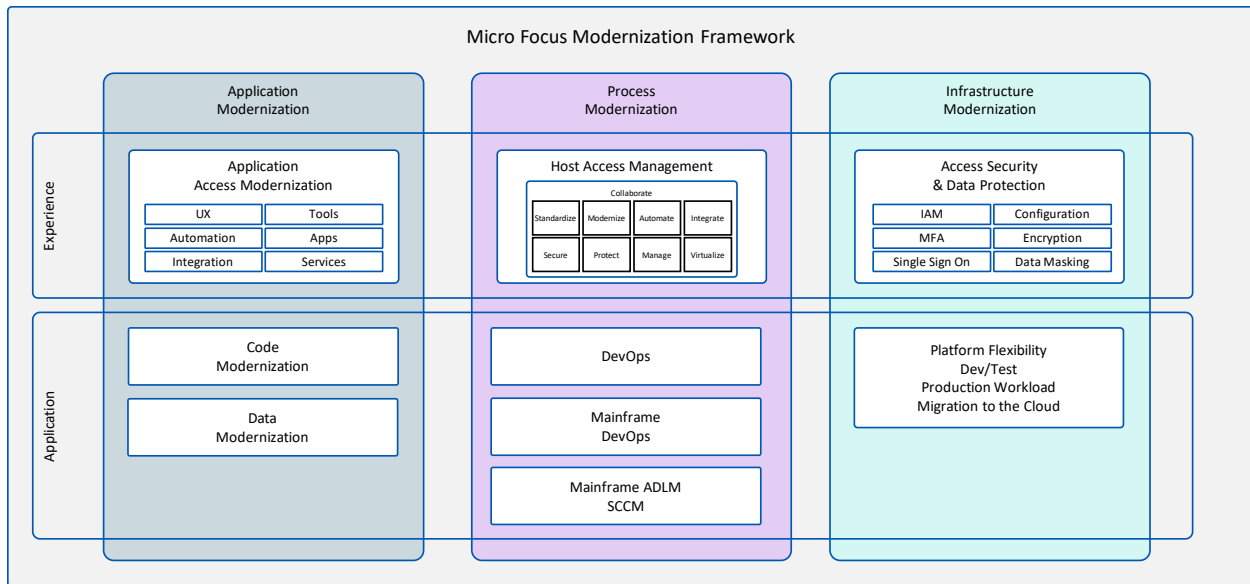 Micro Focus Modernization Framework
Application
Modernization
Process
Modernization
Infrastructure
Modernization
Experience
Application
Access Modernization
UX
Tools
Automation
Apps
Integration
Services
Host Access Management
Collaborate
Standardize
Modernize
Automate
Integrate
Secure
Protect
Manage
Virtualize
Access Security
& Data Protection
IAM
Configuration
MFA
Encryption
Single Sign On
Data Masking
Application
Code
Modernization
Data
Modernization
DevOps
Mainframe
DevOps
Mainframe ADLM
SCCM
Platform Flexibility
Dev/Test
Production Workload
Migration to the Cloud